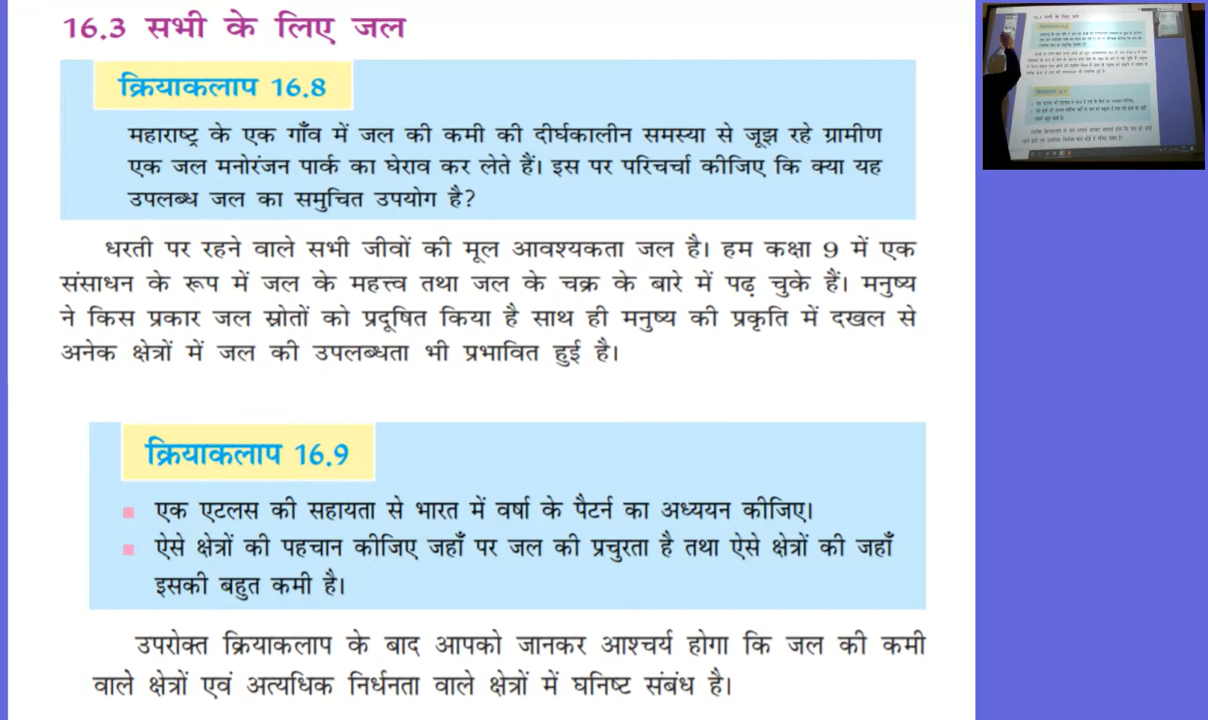 16.3 सभी के लिए जल
क्रियाकलाप 16.8
महाराष्ट्र के एक गाँव में जल की कमी की दीर्घकालीन समस्या से जूझ रहे ग्रामीण
एक जल मनोरंजन पार्क का घेराव कर लेते हैं। इस पर परिचर्चा कीजिए कि क्या यह
उपलब्ध जल का समुचित उपयोग है?
धरती पर रहने वाले सभी जीवों की मूल आवश्यकता जल है। हम कक्षा 9 में एक
संसाधन के रूप में जल के महत्त्व तथा जल के चक्र के बारे में पढ़ चुके हैं। मनुष्य
ने किस प्रकार जल स्रोतों को प्रदूषित किया है साथ ही मनुष्य की प्रकृति में दखल से
अनेक क्षेत्रों में जल की उपलब्धता भी प्रभावित हुई है।
क्रियाकलाप 16.9
एक एटलस की सहायता से भारत में वर्षा के पैटर्न का अध्ययन कीजिए।
ऐसे क्षेत्रों की पहचान कीजिए जहाँ पर जल की प्रचुरता है तथा ऐसे क्षेत्रों की जहाँ
इसकी बहुत कमी है।
उपरोक्त क्रियाकलाप के बाद आपको जानकर आश्चर्य होगा कि जल की कमी
वाले क्षेत्रों एवं अत्यधिक निर्धनता वाले क्षेत्रों में घनिष्ट संबंध है।